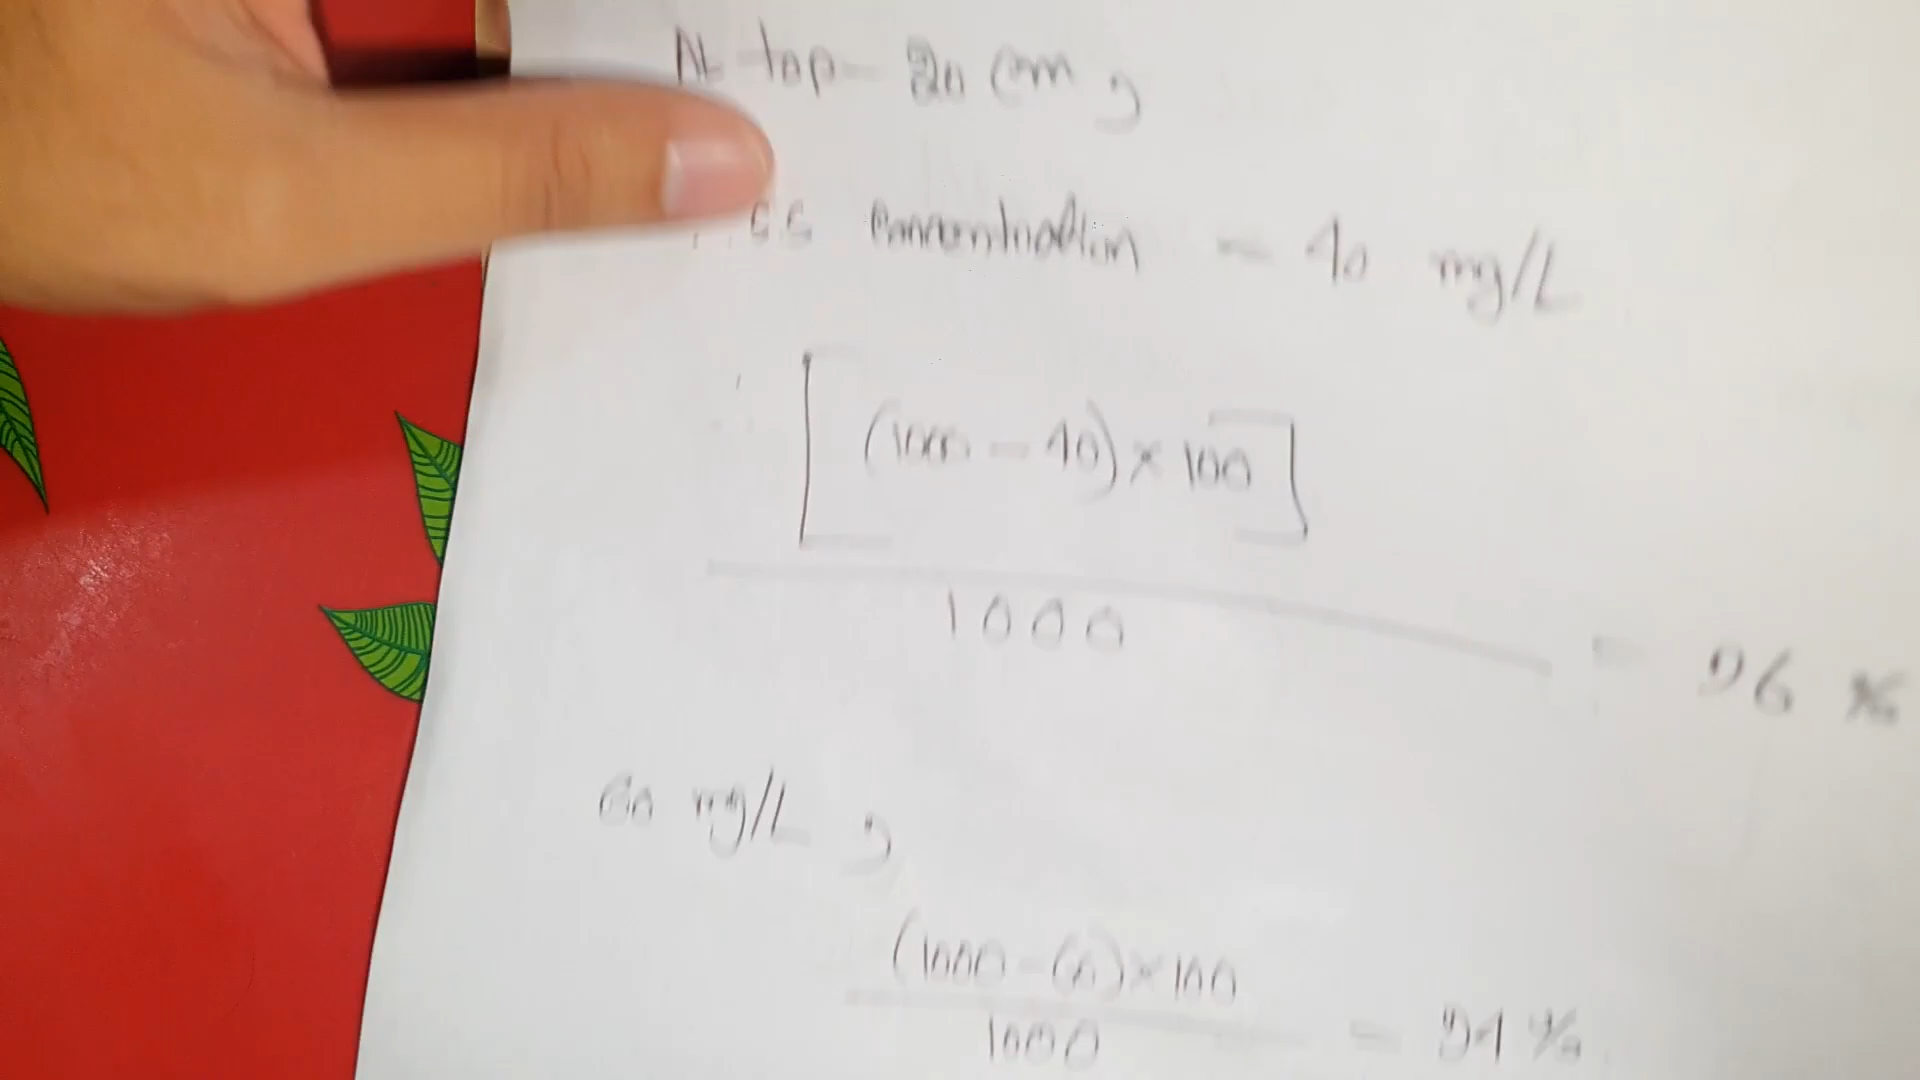 At top - 20 cm,
SS concentration = 40 mg/L
[(1000 - 40) × 100]
1000
= 96 %
60 mg/L,
(1000 - 60) × 100
1000
= 94 %